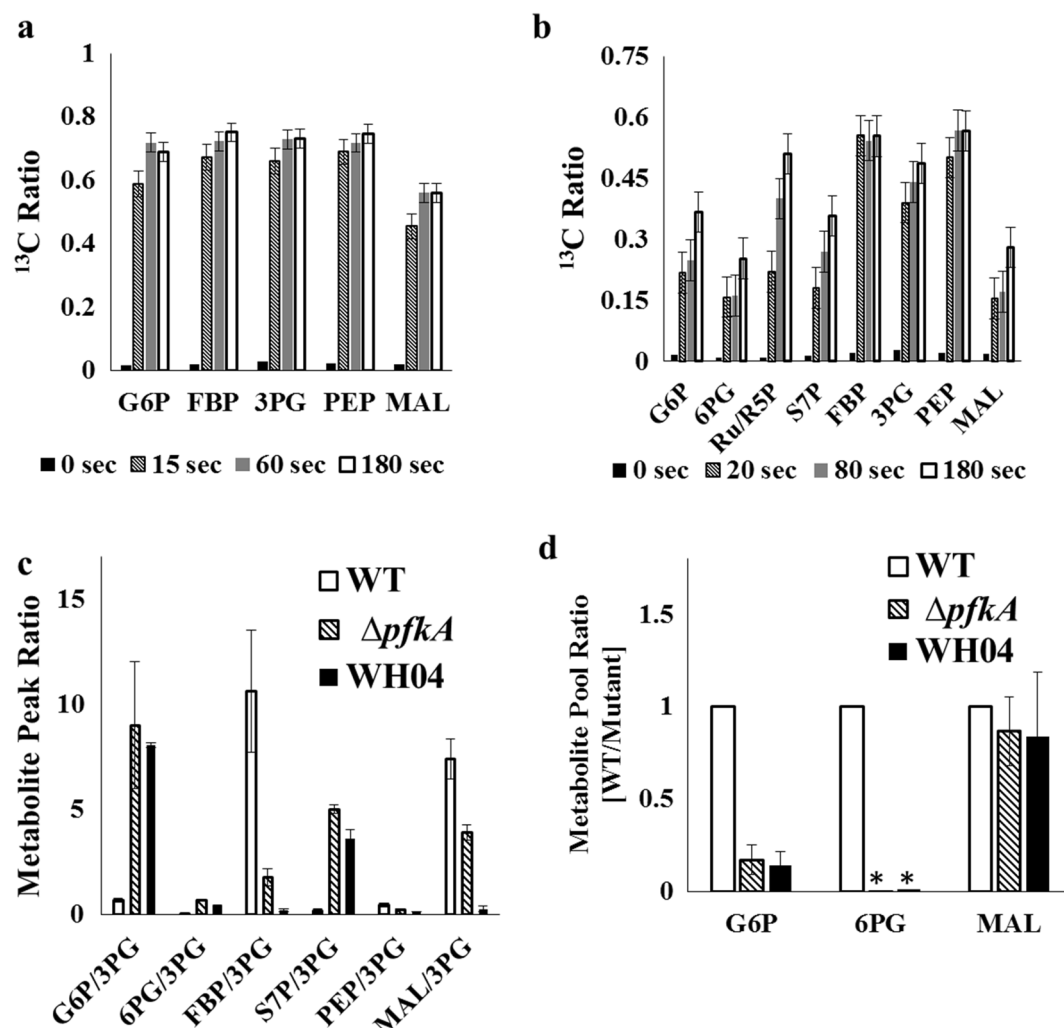 a
¹³C Ratio
1
0.8
0.6
0.4
0.2
0
G6P FBP 3PG PEP MAL
0 sec 15 sec 60 sec 180 sec
b
¹³C Ratio
0.75
0.6
0.45
0.3
0.15
0
G6P 6PG Ru/R5P S7P FBP 3PG PEP MAL
0 sec 20 sec 80 sec 180 sec
c
Metabolite Peak Ratio
15
10
5
0
WT
ΔpfkA
WH04
G6P/3PG 6PG/3PG FBP/3PG S7P/3PG PEP/3PG MAL/3PG
d
Metabolite Pool Ratio
[WT/Mutant]
1.5
1
0.5
0
WT
ΔpfkA
WH04
* *
G6P 6PG MAL